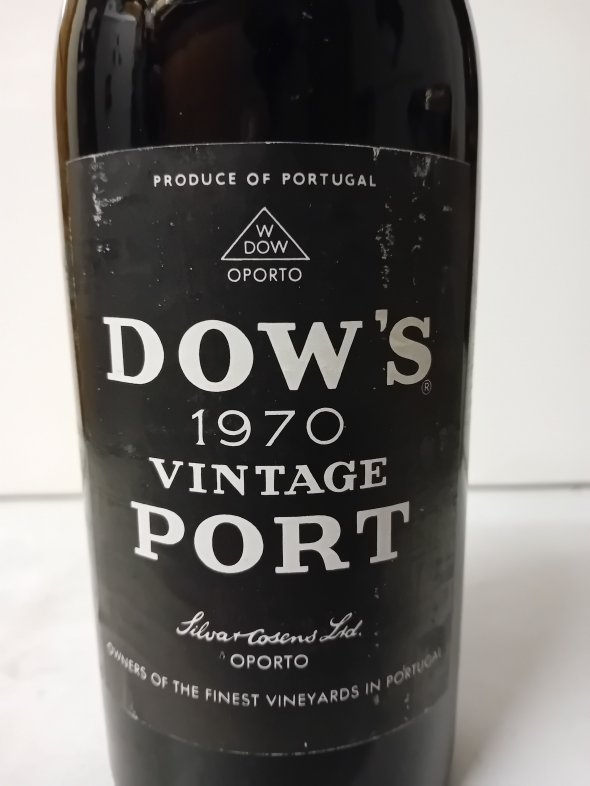 PRODUCE OF PORTUGAL
W
DOW
OPORTO
DOW'S®
1970
VINTAGE
PORT
Silva & Cosens Ltd.
OPORTO
OWNERS OF THE FINEST VINEYARDS IN PORTUGAL